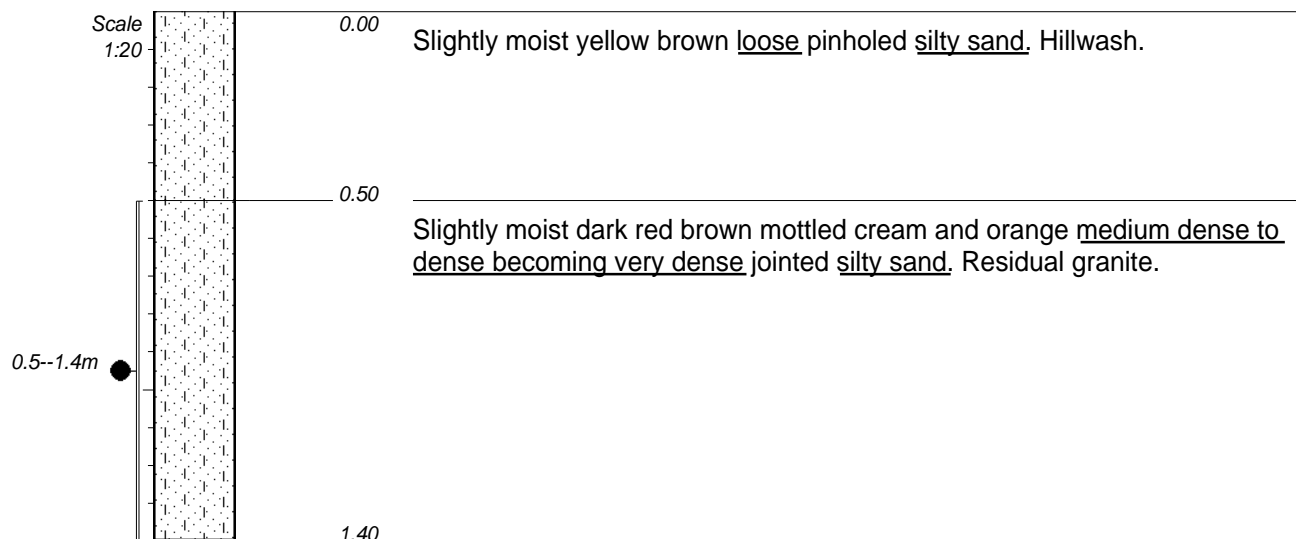 Scale
1:20
0.00
Slightly moist yellow brown loose pinholed silty sand. Hillwash.
0.50
Slightly moist dark red brown mottled cream and orange medium dense to
dense becoming very dense jointed silty sand. Residual granite.
0.5--1.4m
1.40